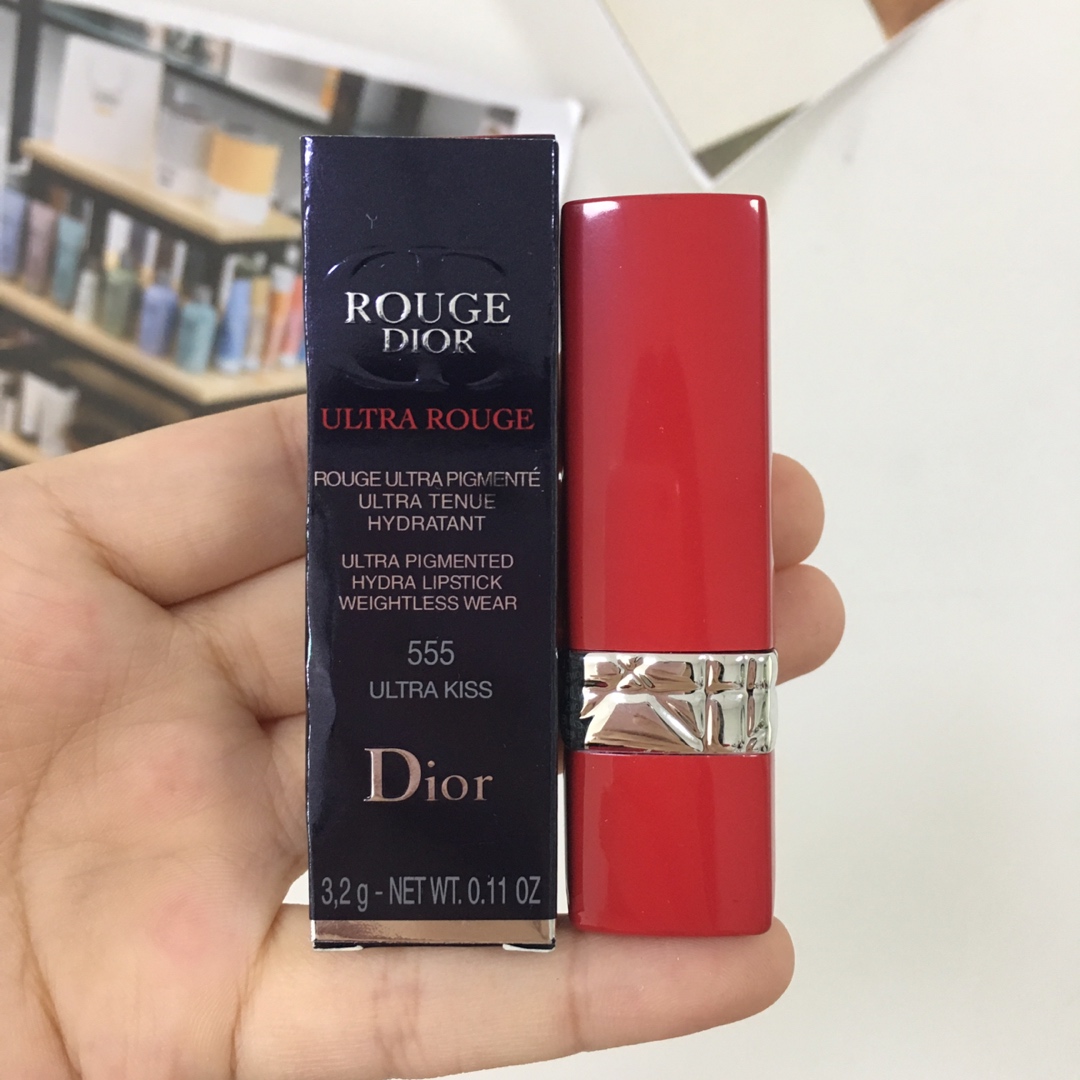 ROUGE
DIOR
ULTRA ROUGE
ROUGE ULTRA PIGMENTÉ
ULTRA TENUE
HYDRATANT
ULTRA PIGMENTED
HYDRA LIPSTICK
WEIGHTLESS WEAR
555
ULTRA KISS
Dior
3,2 g - NET WT. 0.11 OZ